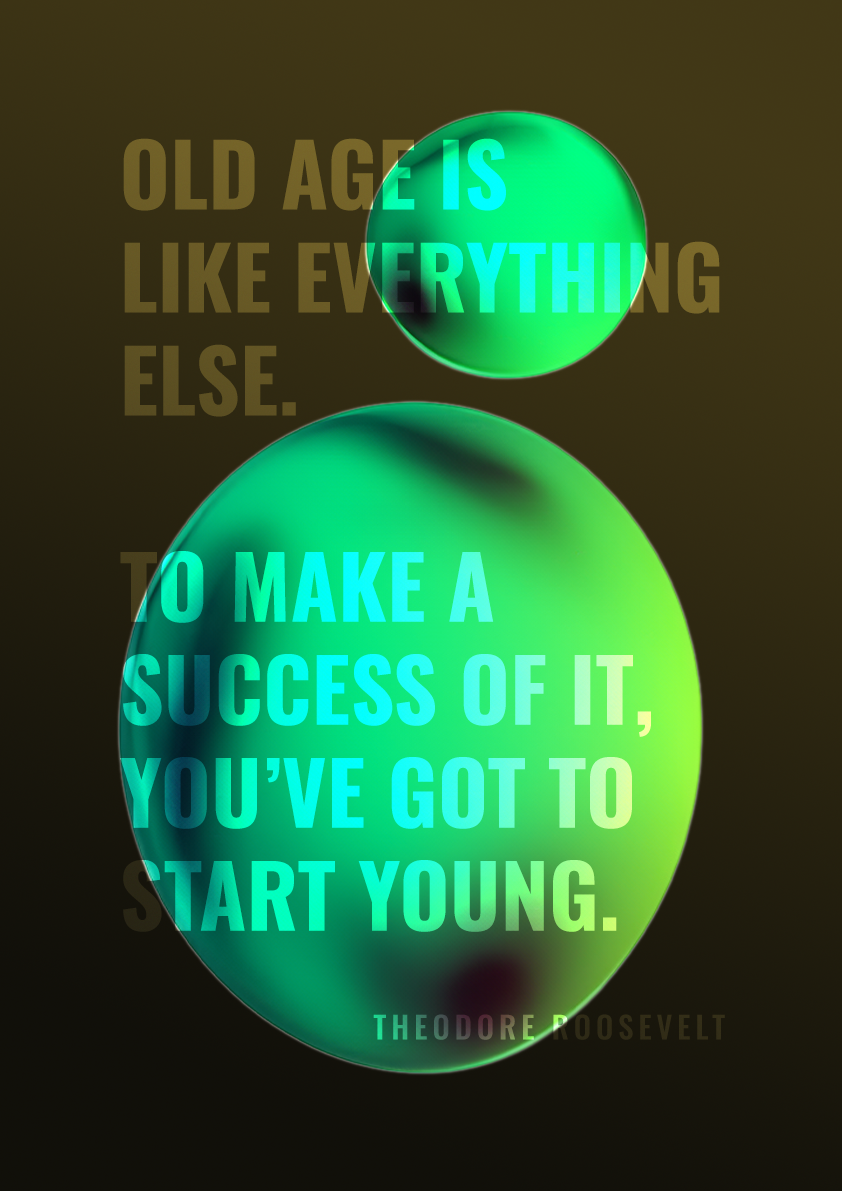 OLD AGE IS
LIKE EVERYTHING
ELSE.
TO MAKE A
SUCCESS OF IT,
YOU’VE GOT TO
START YOUNG.
THEODORE ROOSEVELT